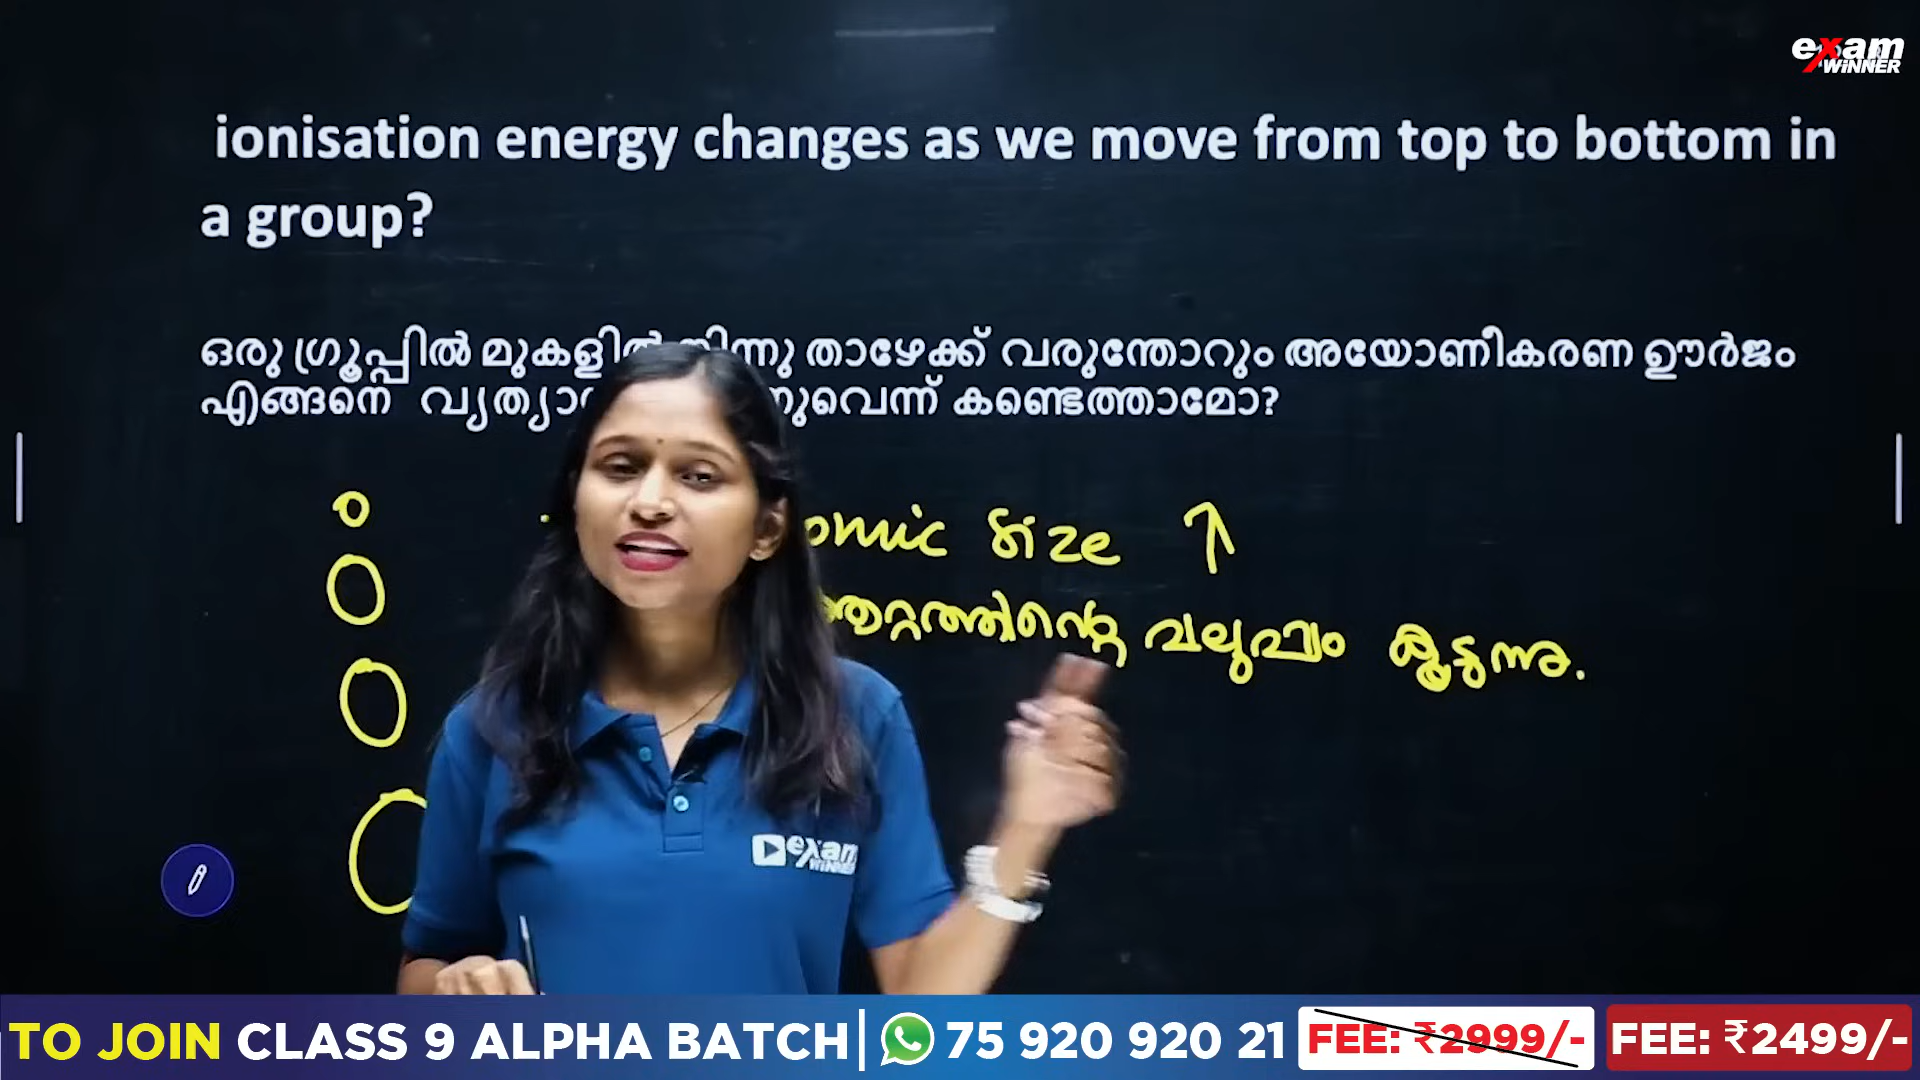 exam
WINNER
ionisation energy changes as we move from top to bottom in
a group?
ഒരു ഗ്രൂപ്പിൽ മുകളിൽ നിന്നു താഴേക്ക് വരുന്തോറും അയോണീകരണ ഊർജം
എങ്ങനെ കണ്ടെത്താമോ?
Size ↑
വലുപ്പം കൂടുന്നു.
exam
WINNER
TO JOIN CLASS 9 ALPHA BATCH | 75 920 920 21 FEE: ₹2999/- FEE: ₹2499/-